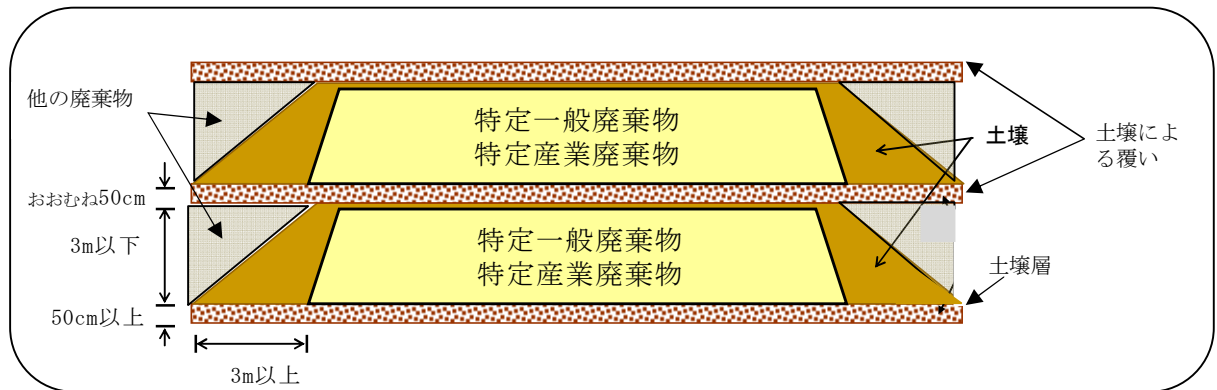 他の廃棄物
特定一般廃棄物
特定産業廃棄物
土壌
土壌によ
る覆い
おおむね50cm
3m以下
特定一般廃棄物
特定産業廃棄物
土壌層
50cm以上
3m以上